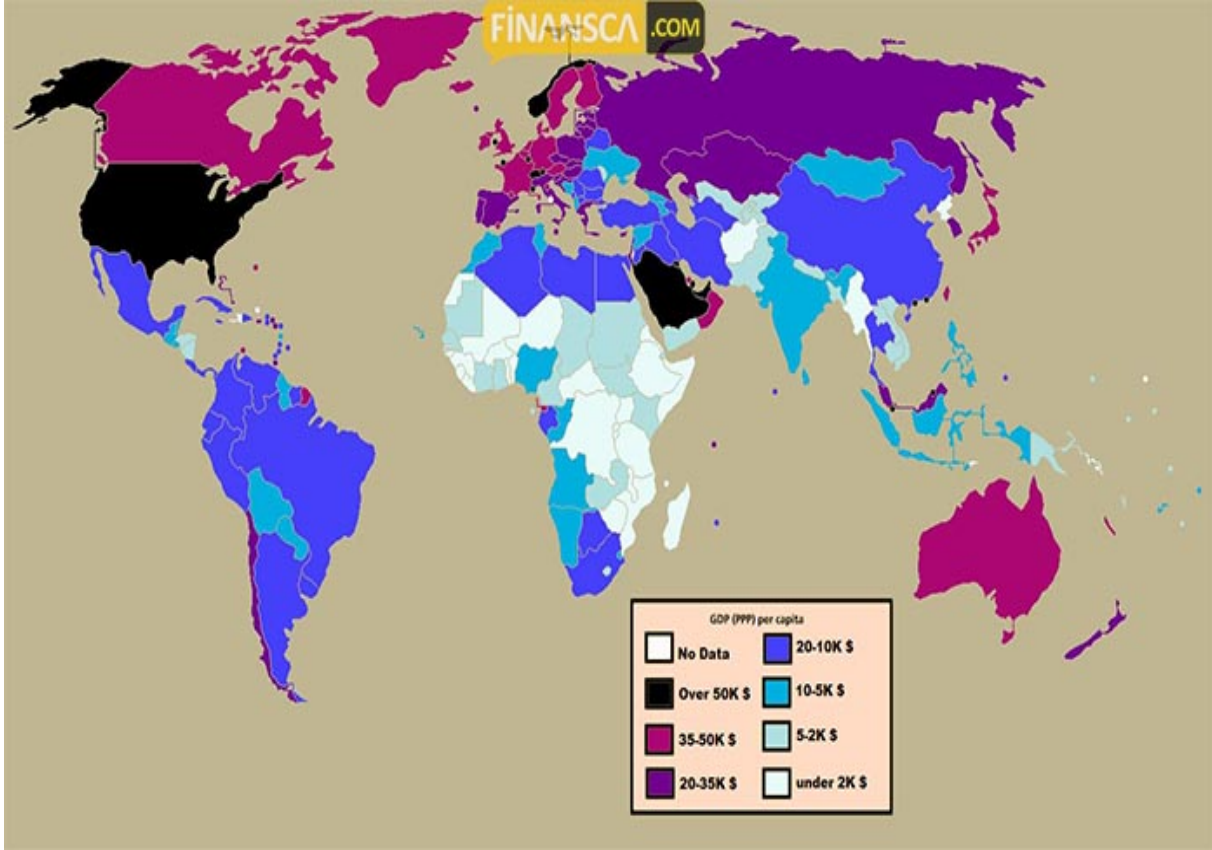 FİNANSCA .COM
GDP (PPP) per capita
No Data
20-10K $
Over 50K $
10-5K $
35-50K $
5-2K $
20-35K $
under 2K $